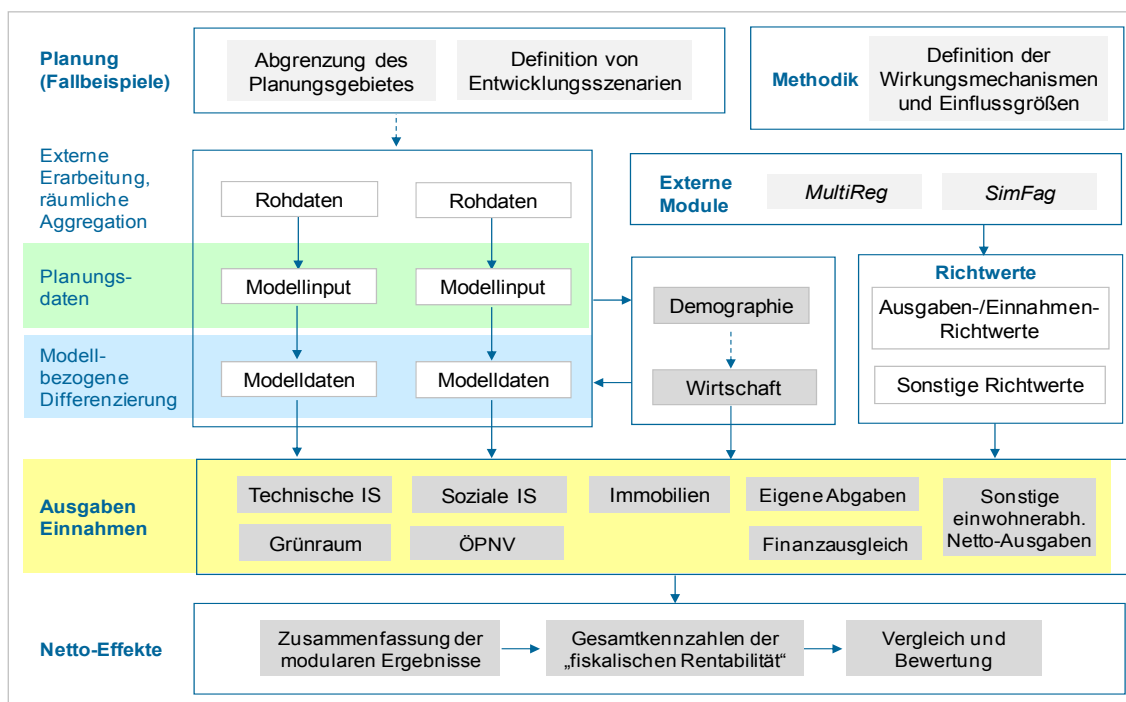 Planung
(Fallbeispiele)
Abgrenzung des
Planungsgebietes
Definition von
Entwicklungsszenarien
Methodik
Definition der
Wirkungsmechanismen
und Einflussgrößen
Externe
Erarbeitung,
räumliche
Aggregation
Rohdaten
Rohdaten
Externe
Module
MultiReg
SimFag
Planungs-
daten
Modellinput
Modellinput
Demographie
Richtwerte
Ausgaben-/Einnahmen-
Richtwerte
Modell-
bezogene
Differenzierung
Modelldaten
Modelldaten
Wirtschaft
Sonstige Richtwerte
Ausgaben
Einnahmen
Technische IS
Soziale IS
Immobilien
Eigene Abgaben
Grünraum
ÖPNV
Finanzausgleich
Sonstige
einwohnerabh.
Netto-Ausgaben
Netto-Effekte
Zusammenfassung der
modularen Ergebnisse
Gesamtkennzahlen der
„fiskalischen Rentabilität“
Vergleich und
Bewertung